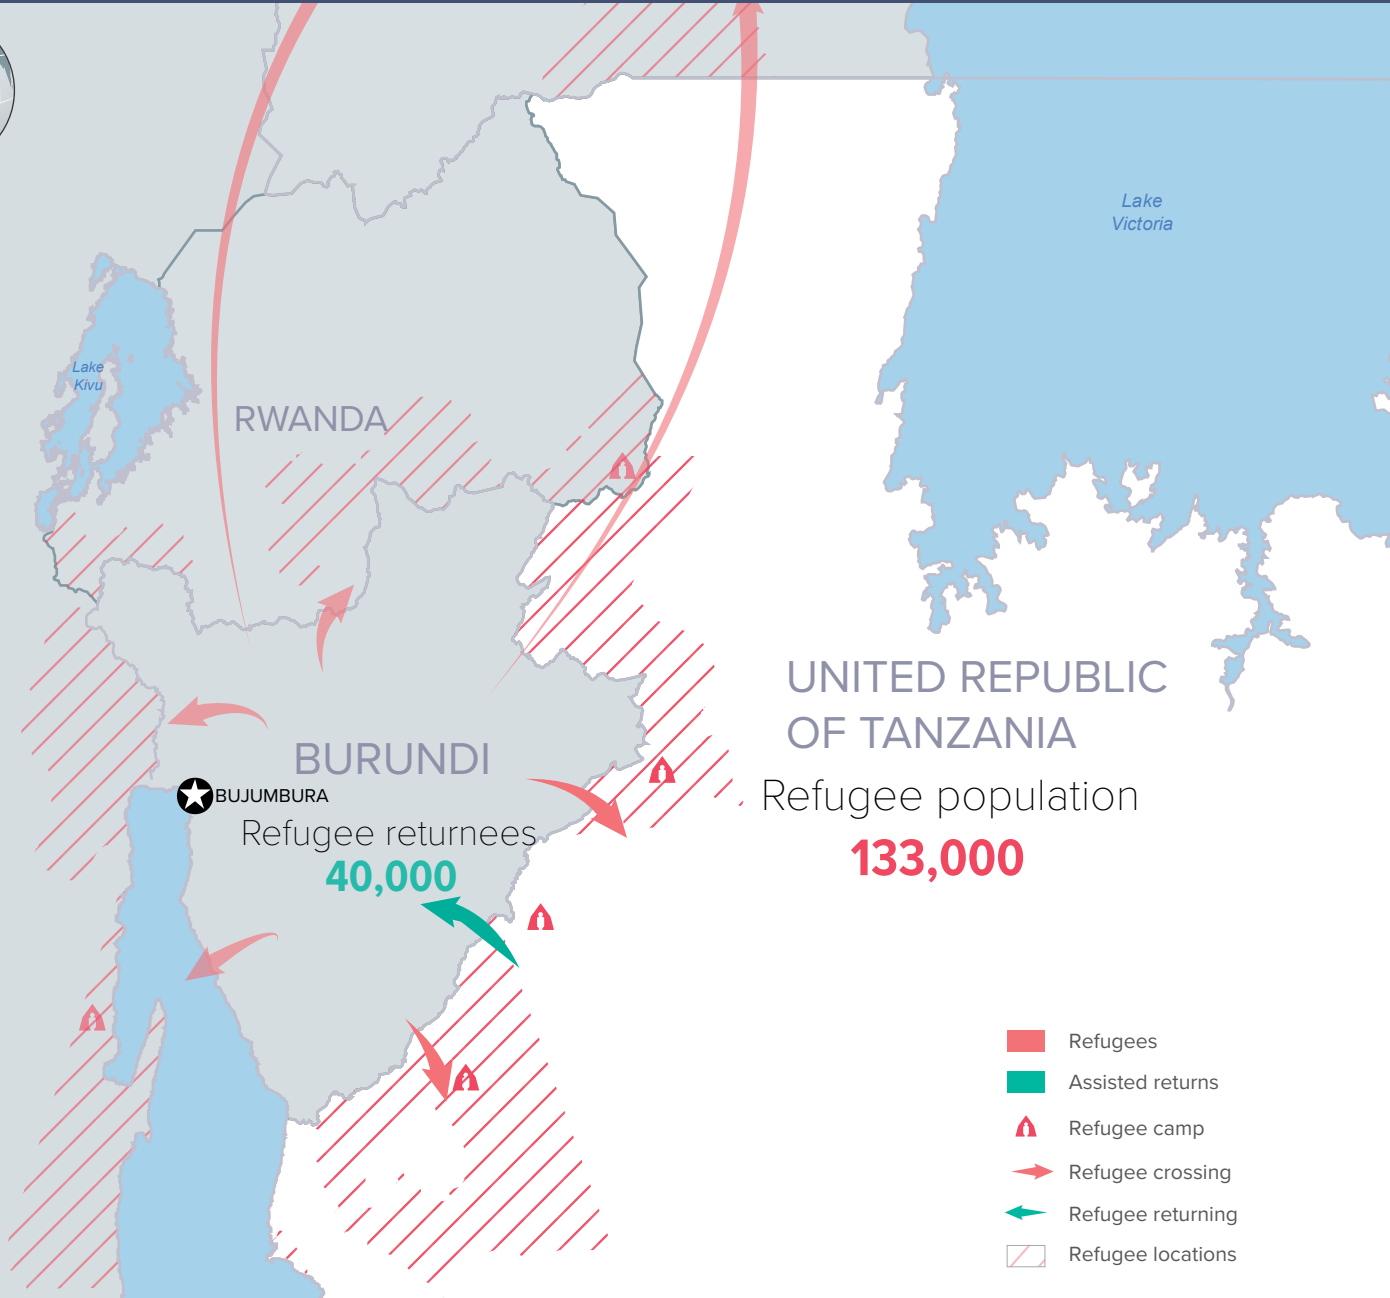 Lake
Victoria
Lake
Kivu
RWANDA
UNITED REPUBLIC
OF TANZANIA
BURUNDI
BUJUMBURA
Refugee population
133,000
Refugee returnees
40,000
Refugees
Assisted returns
Refugee camp
Refugee crossing
Refugee returning
Refugee locations